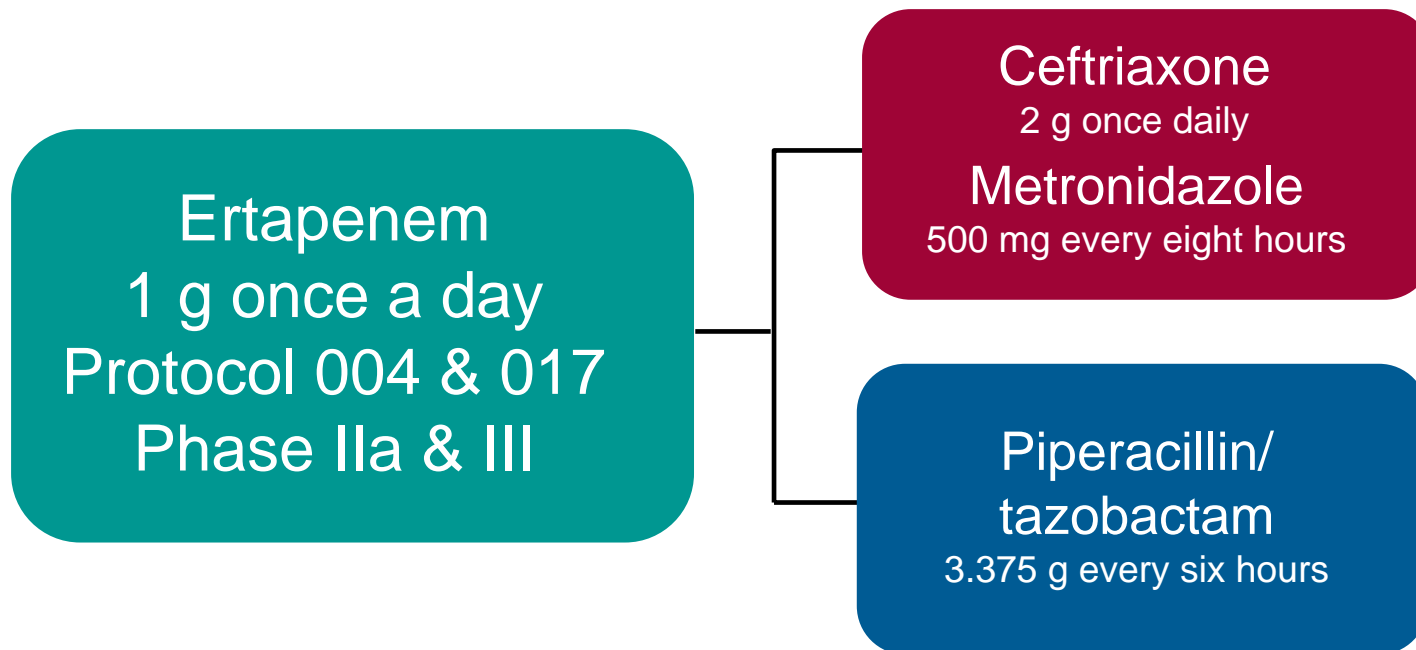 Ertapenem
1 g once a day
Protocol 004 & 017
Phase IIa & III
Ceftriaxone
2 g once daily
Metronidazole
500 mg every eight hours
Piperacillin/
tazobactam
3.375 g every six hours